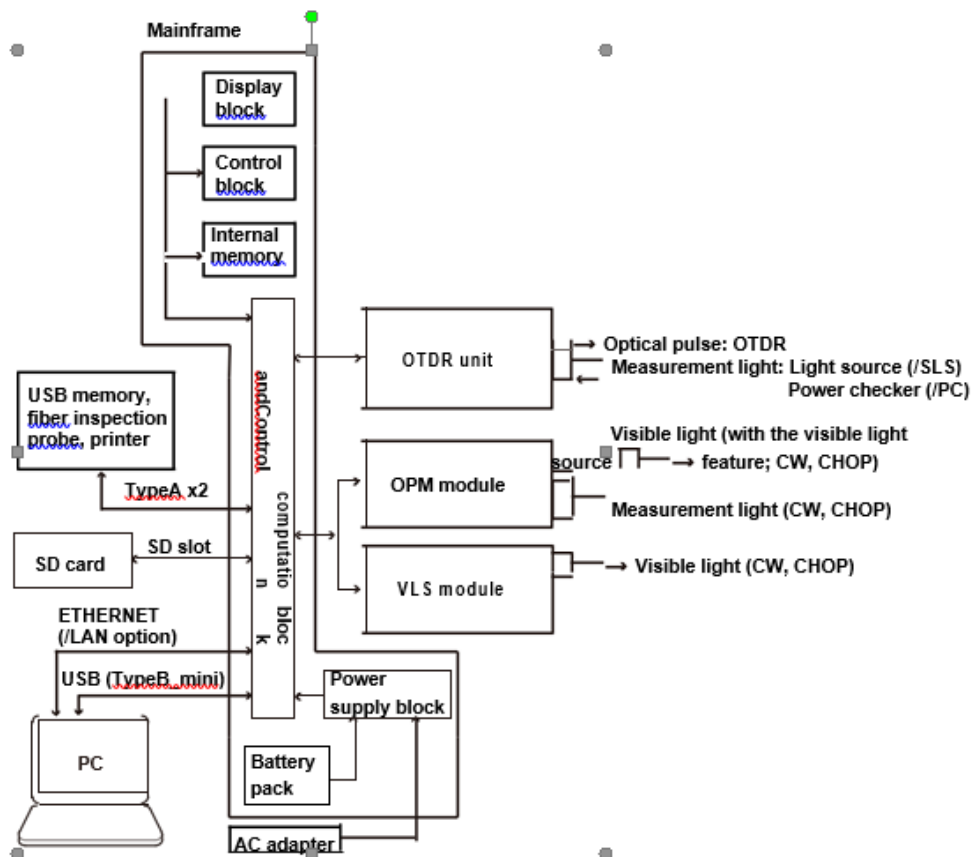 Mainframe
Display
block
Control
block
Internal
memory
OTDR unit
Optical pulse: OTDR
Measurement light: Light source (/SLS)
Power checker (/PC)
USB memory,
fiber inspection
probe, printer
TypeA x2
andControl
computatio bloc
n k
Visible light (with the visible light
source feature; CW, CHOP)
OPM module
Measurement light (CW, CHOP)
SD card
SD slot
VLS module
Visible light (CW, CHOP)
ETHERNET
(/LAN option)
USB (TypeB_mini)
Power
supply block
PC
Battery
pack
AC adapter